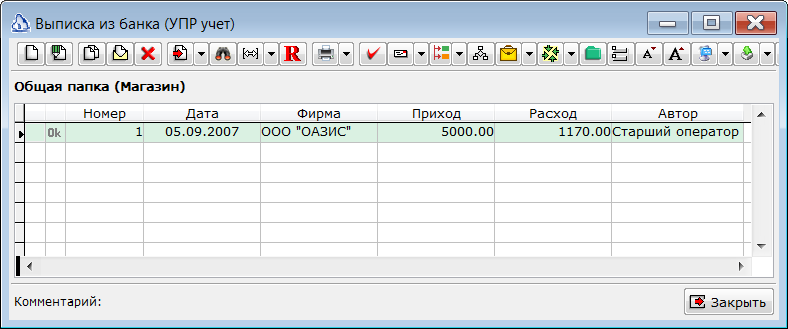 Выписка из банка (УПР учет)
R
Общая папка (Магазин)
Номер Дата Фирма Приход Расход Автор
Ok 1 05.09.2007 ООО "ОАЗИС" 5000.00 1170.00 Старший оператор
Комментарий: Закрыть